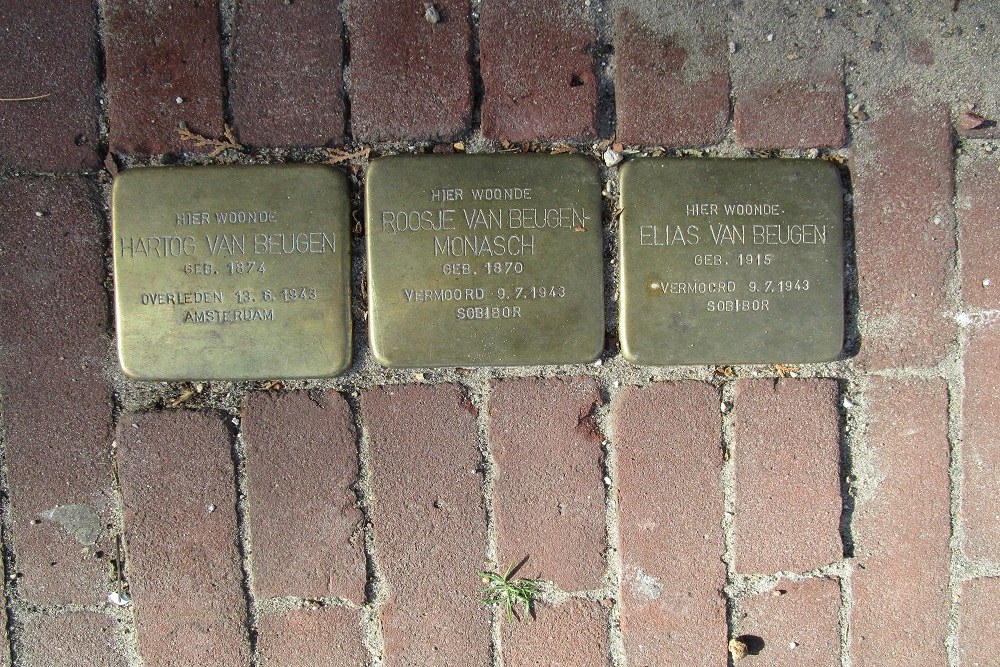 HIER WOONDE
HARTOG VAN BEUGEN
GEB. 1874
OVERLEDEN 13.6.1943
AMSTERDAM
HIER WOONDE
ROOSJE VAN BEUGEN-
MONASCH
GEB. 1870
VERMOORD 9.7.1943
SOBIBOR
HIER WOONDE
ELIAS VAN BEUGEN
GEB. 1915
VERMOORD 9.7.1943
SOBIBOR